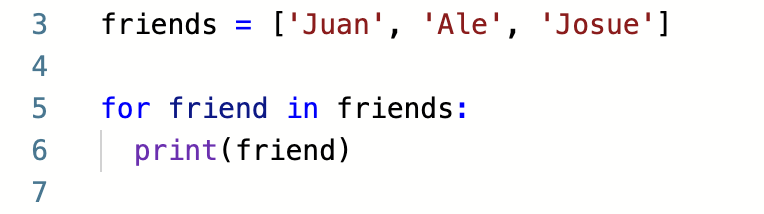 3 friends = ['Juan', 'Ale', 'Josue']
4
5 for friend in friends:
6   print(friend)
7